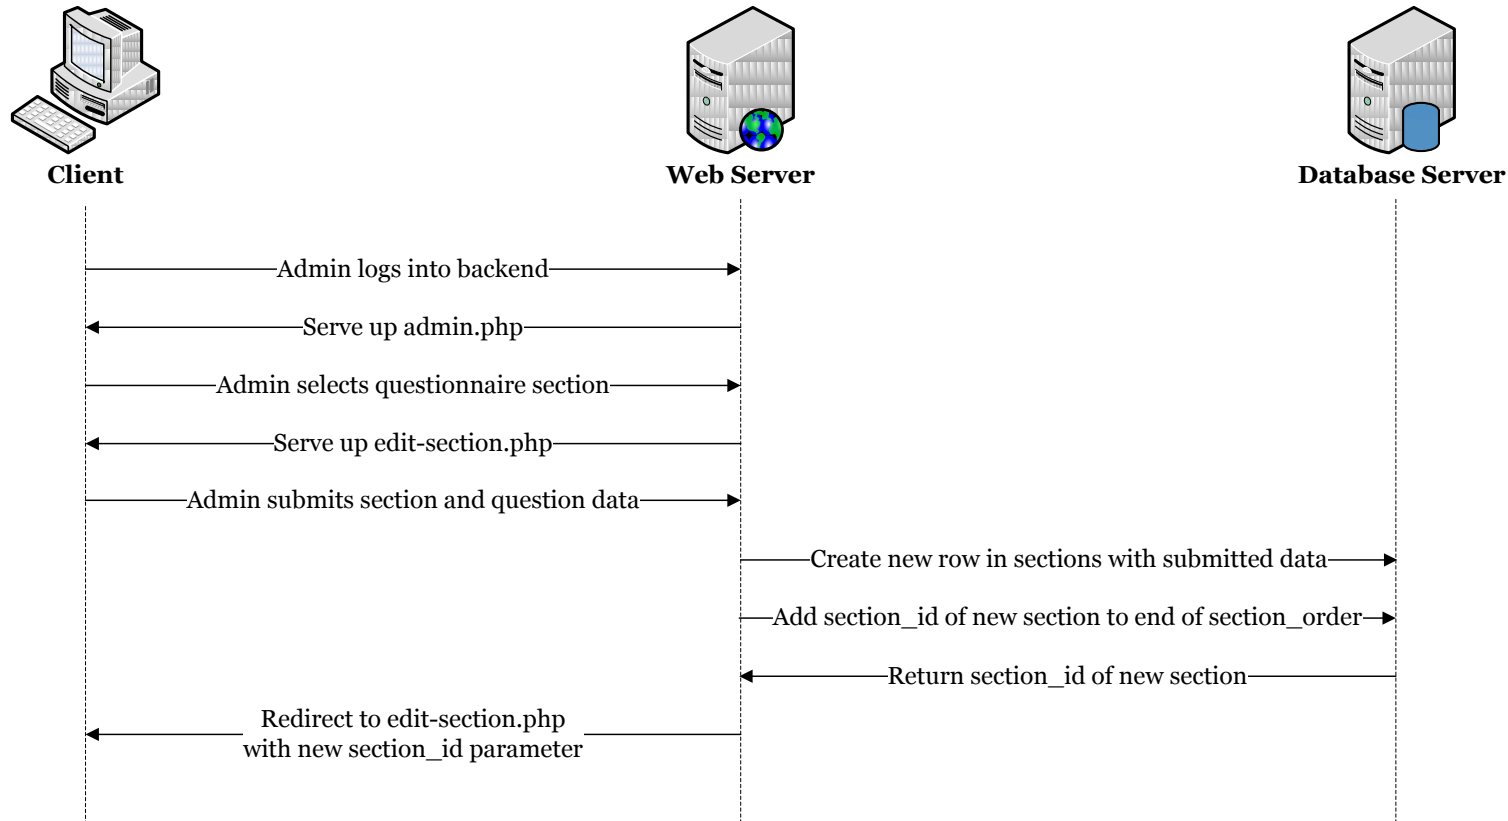 Client
Web Server
Database Server
Admin logs into backend
Serve up admin.php
Admin selects questionnaire section
Serve up edit-section.php
Admin submits section and question data
Create new row in sections with submitted data
Add section_id of new section to end of section_order
Return section_id of new section
Redirect to edit-section.php
with new section_id parameter